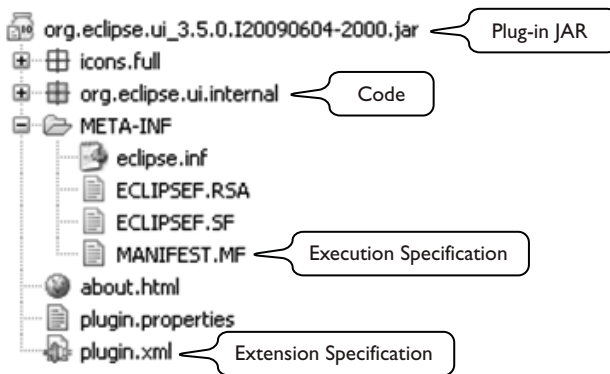 org.eclipse.ui_3.5.0.I20090604-2000.jar
Plug-in JAR
icons.full
org.eclipse.ui.internal
Code
META-INF
eclipse.inf
ECLIPSEF.RSA
ECLIPSEF.SF
MANIFEST.MF
Execution Specification
about.html
plugin.properties
plugin.xml
Extension Specification